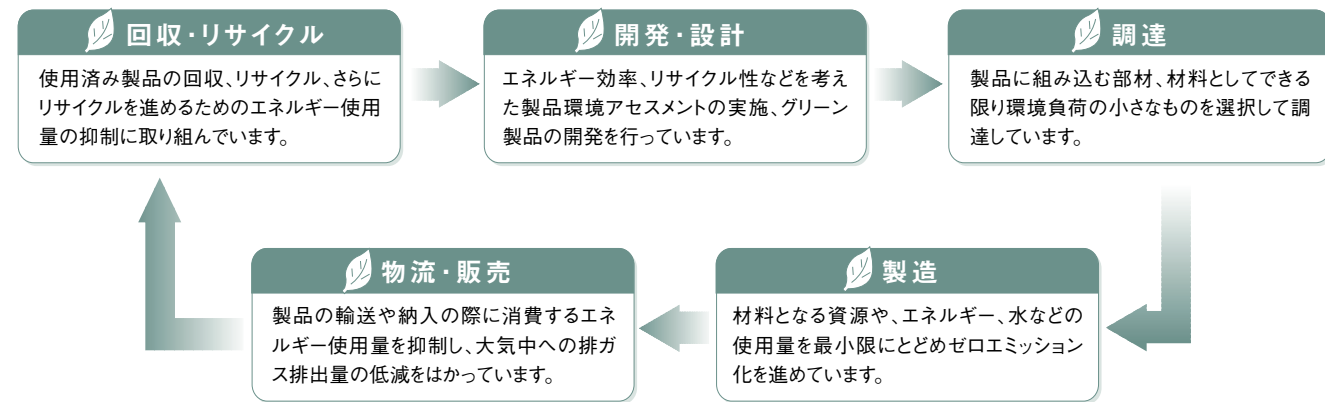 回収・リサイクル
使用済み製品の回収、リサイクル、さらに
リサイクルを進めるためのエネルギー使用
量の抑制に取り組んでいます。
開発・設計
エネルギー効率、リサイクル性などを考え
た製品環境アセスメントの実施、グリーン
製品の開発を行っています。
調達
製品に組み込む部材、材料としてできる
限り環境負荷の小さなものを選択して調
達しています。
製造
材料となる資源や、エネルギー、水などの
使用量を最小限にとどめゼロエミッション
化を進めています。
物流・販売
製品の輸送や納入の際に消費するエネ
ルギー使用量を抑制し、大気中への排ガ
ス排出量の低減をはかっています。